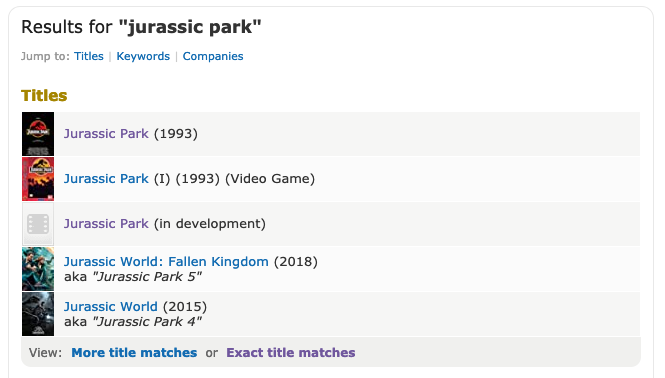 Results for "jurassic park"
Jump to: Titles | Keywords | Companies
Titles
Jurassic Park (1993)
Jurassic Park (I) (1993) (Video Game)
Jurassic Park (in development)
Jurassic World: Fallen Kingdom (2018)
aka "Jurassic Park 5"
Jurassic World (2015)
aka "Jurassic Park 4"
View: More title matches or Exact title matches